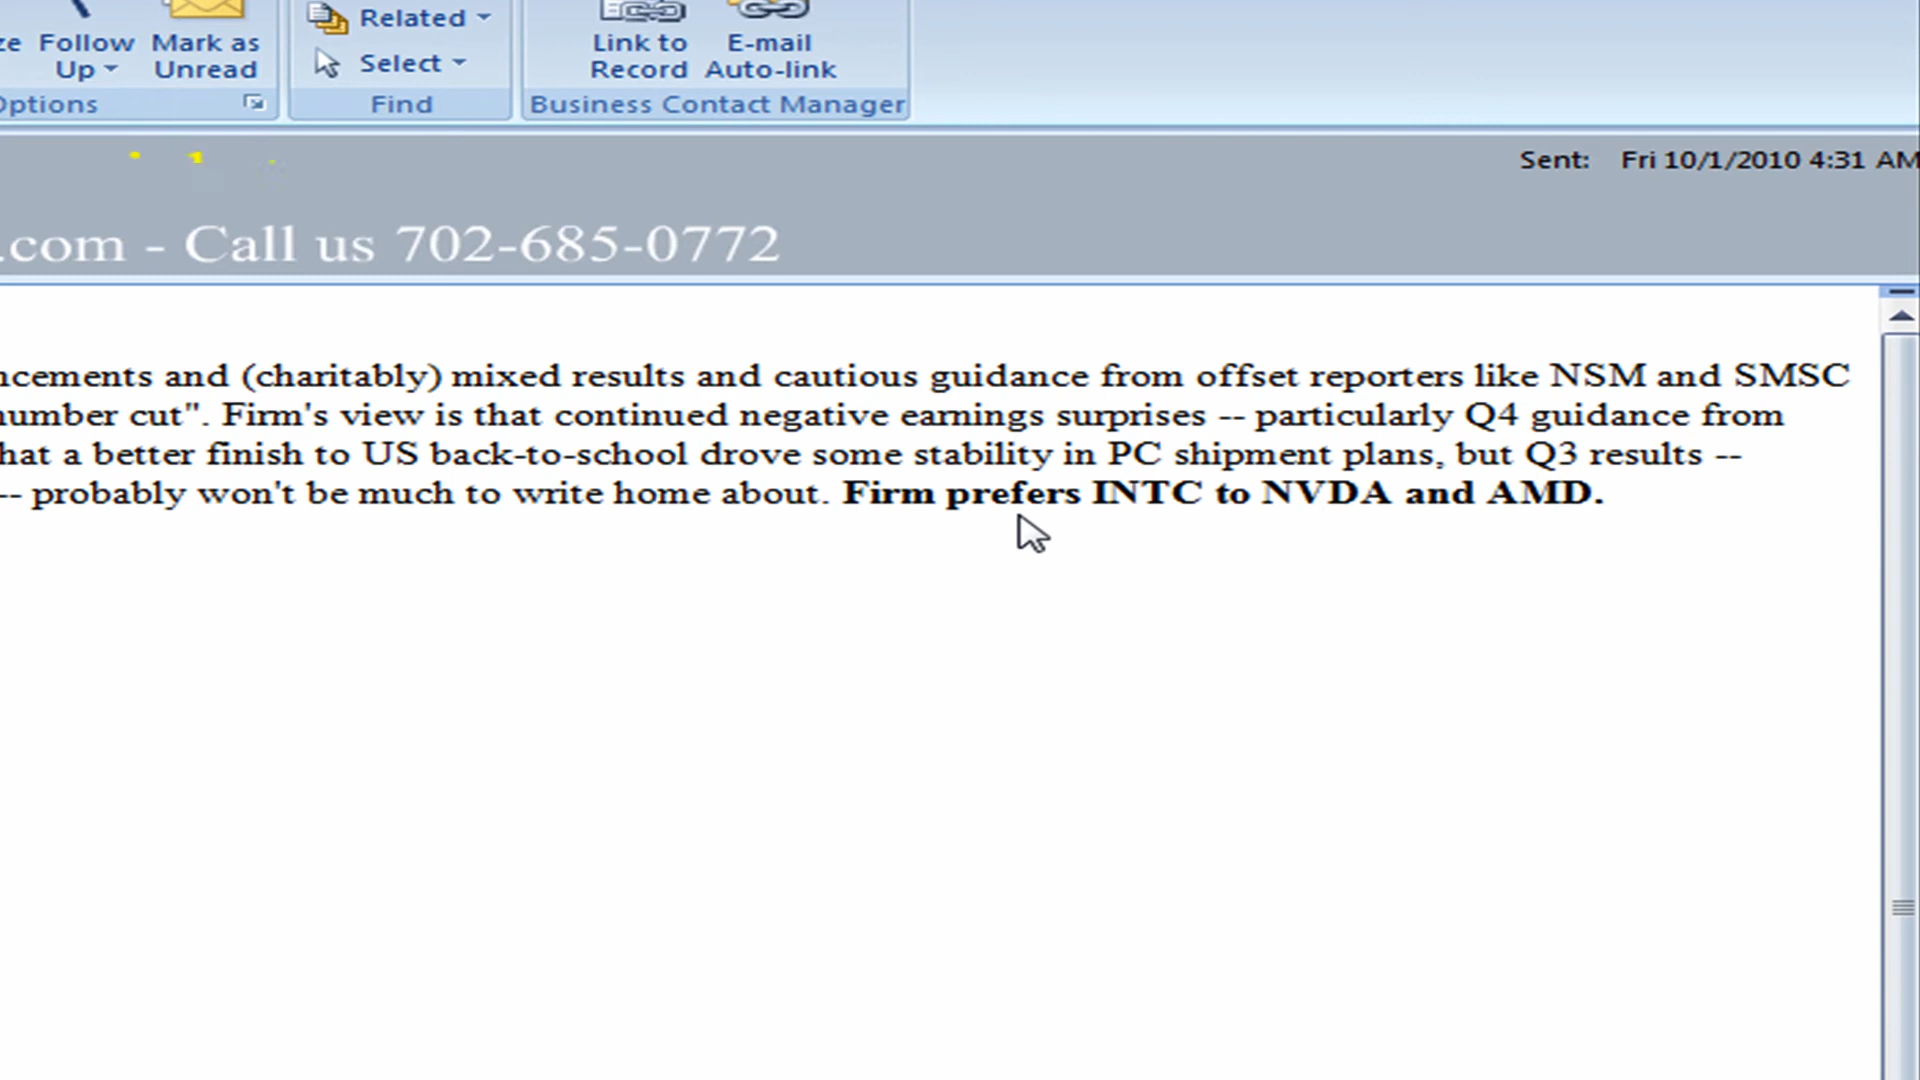 Related
Follow Mark as
Select
Link to E-mail
Up Unread
Record Auto-link
Options
Find
Business Contact Manager
Sent: Fri 10/1/2010 4:31 AM
.com - Call us 702-685-0772
ncements and (charitably) mixed results and cautious guidance from offset reporters like NSM and SMSC
number cut". Firm's view is that continued negative earnings surprises -- particularly Q4 guidance from
hat a better finish to US back-to-school drove some stability in PC shipment plans, but Q3 results --
-- probably won't be much to write home about. Firm prefers INTC to NVDA and AMD.